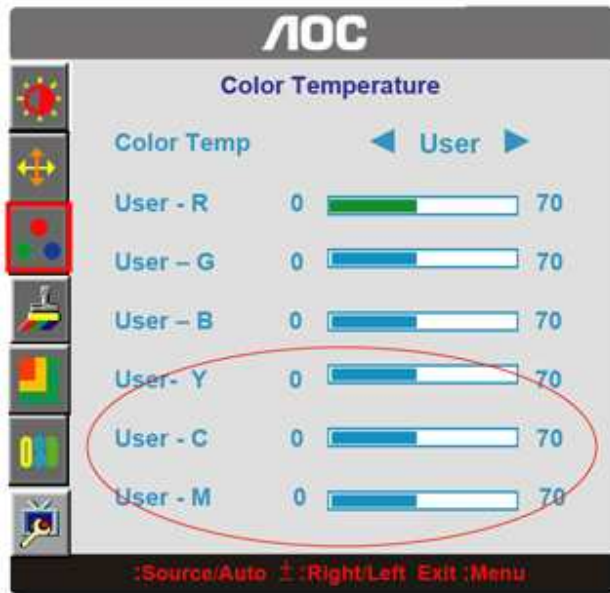 AOC
Color Temperature
Color Temp ◀ User ▶
User - R 0 70
User – G 0 70
User – B 0 70
User- Y 0 70
User - C 0 70
User - M 0 70
:Source/Auto ±:Right/Left Exit :Menu